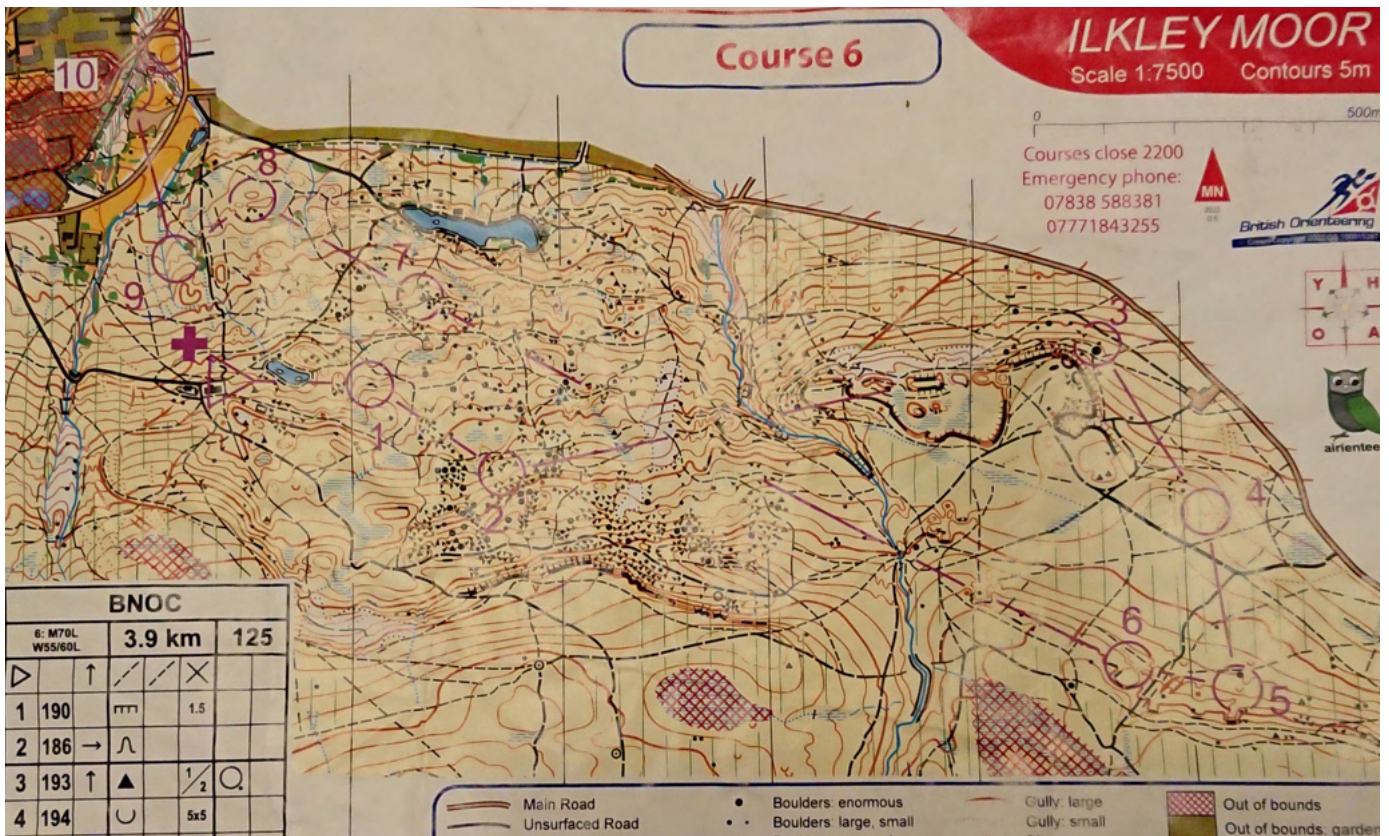 Course 6
ILKLEY MOOR
Scale 1:7500 Contours 5m
0 500m
Courses close 2200
Emergency phone:
07838 588381
07771843255
MN
British Orienteering
Y H
O A
airientee
10
8
7
9
1
2
3
4
5
6
BNOC
6: M70L
W55/60L
3.9 km
125
1 190 1.5
2 186
3 193 1/2
4 194 5x5
Main Road
Unsurfaced Road
Boulders: enormous
Boulders: large, small
Gully: large
Gully: small
Out of bounds
Out of bounds: garden